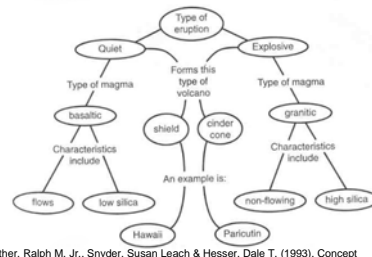 Type of
eruption
Quiet
Explosive
Type of magma
Forms this
type of
volcano
Type of magma
basaltic
shield
cinder
cone
granitic
Characteristics
include
Characteristics
include
An example is:
flows
low silica
non-flowing
high silica
Hawaii
Paricutin
ther, Ralph M. Jr., Snyder, Susan Leach & Hesser, Dale T. (1993). Concept